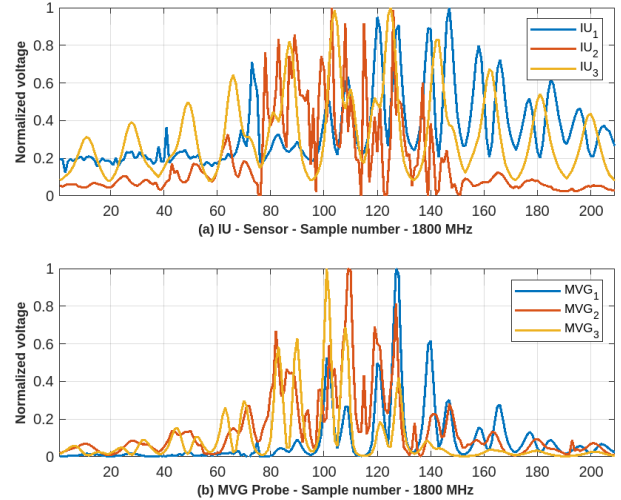 1
0.8
0.6
0.4
0.2
0
Normalized voltage
IU1
IU2
IU3
20 40 60 80 100 120 140 160 180 200
(a) IU - Sensor - Sample number - 1800 MHz
1
0.8
0.6
0.4
0.2
0
Normalized voltage
MVG1
MVG2
MVG3
20 40 60 80 100 120 140 160 180 200
(b) MVG Probe - Sample number - 1800 MHz